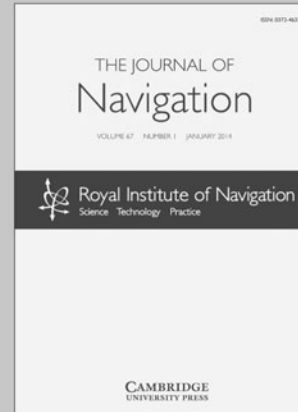 ISSN: 0373-4633
THE JOURNAL OF
Navigation
VOLUME 67 NUMBER 1 JANUARY 2014
Royal Institute of Navigation
Science Technology Practice
CAMBRIDGE
UNIVERSITY PRESS